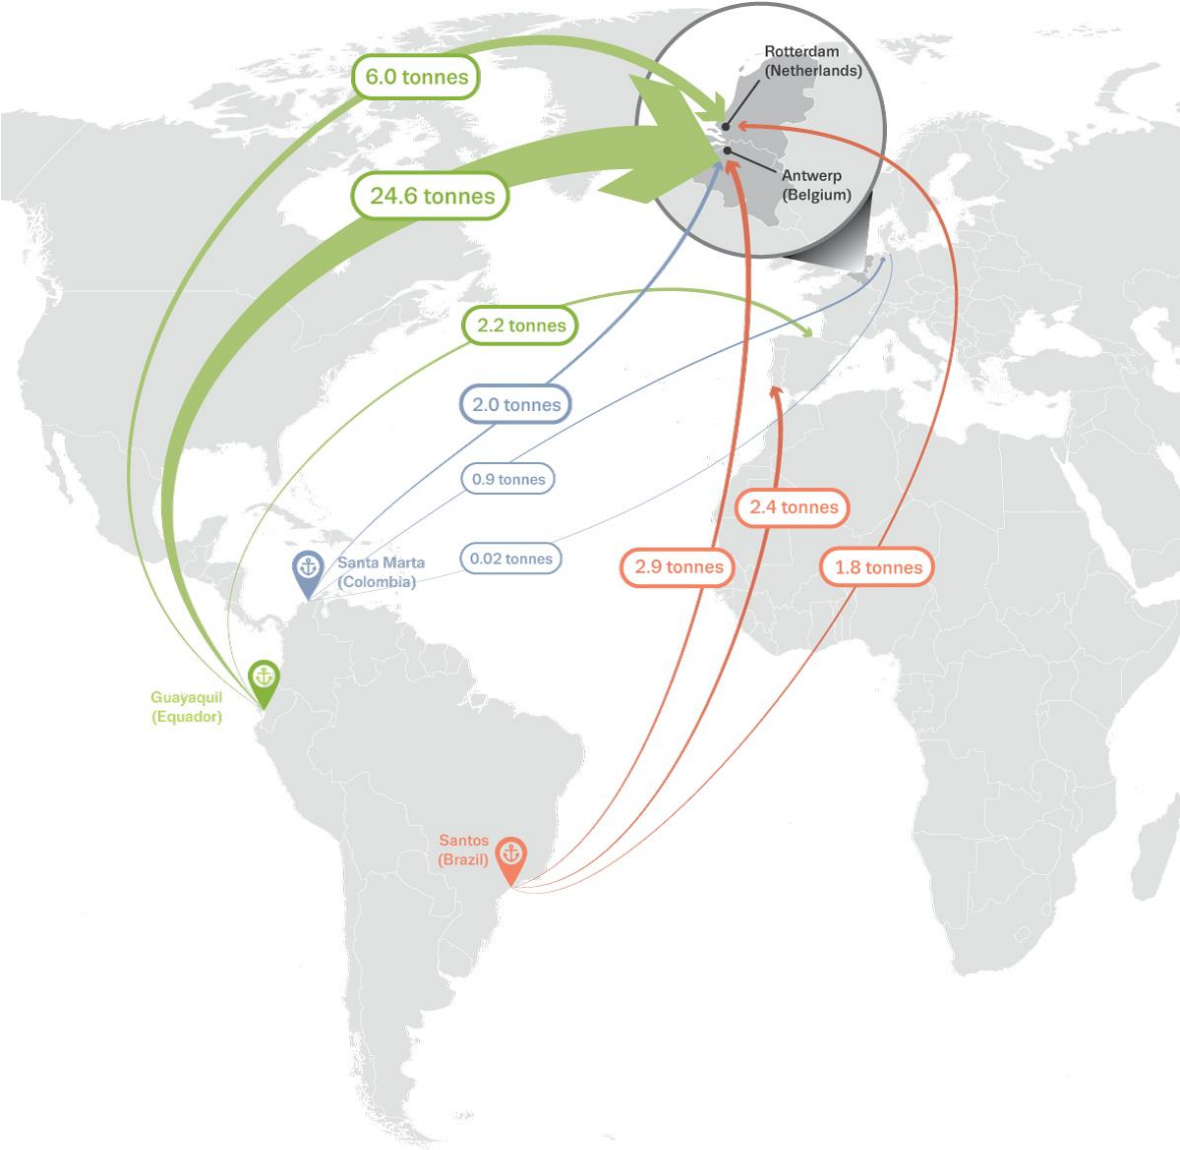 Rotterdam
(Netherlands)
6.0 tonnes
Antwerp
(Belgium)
24.6 tonnes
2.2 tonnes
2.0 tonnes
0.9 tonnes
2.4 tonnes
0.02 tonnes
2.9 tonnes
1.8 tonnes
Santa Marta
(Colombia)
Guayaquil
(Equador)
Santos
(Brazil)